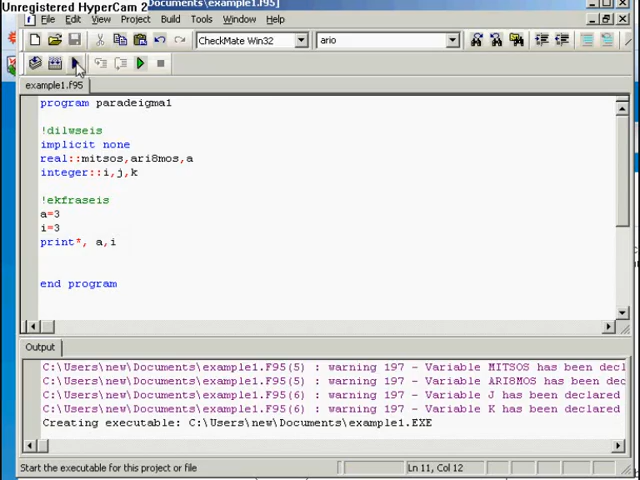 Unregistered HyperCam 2
Documents\example1.f95]
File Edit View Project Build Tools Window Help
CheckMate Win32 ario
example1.f95
program paradeigma1
!dilwseis
implicit none
real::mitsos,ari8mos,a
integer::i,j,k
!ekfraseis
a=3
i=3
print*, a,i
end program
Output
C:\Users\new\Documents\example1.F95(5) : warning 197 - Variable MITSOS has been decl
C:\Users\new\Documents\example1.F95(5) : warning 197 - Variable ARI8MOS has been dec
C:\Users\new\Documents\example1.F95(6) : warning 197 - Variable J has been declared
C:\Users\new\Documents\example1.F95(6) : warning 197 - Variable K has been declared
Creating executable: C:\Users\new\Documents\example1.EXE
Start the executable for this project or file Ln 11, Col 12